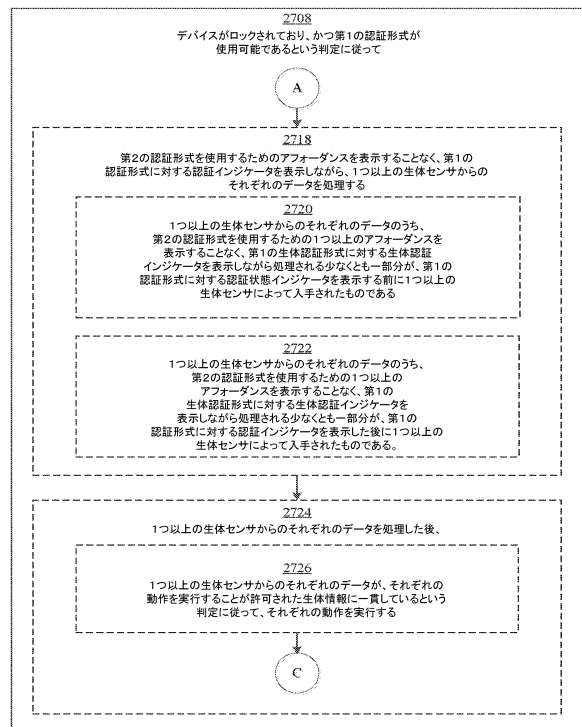 2708
デバイスがロックされており、かつ第1の認証形式が
使用可能であるという判定に従って
A
2718
第2の認証形式を使用するためのアフォーダンスを表示することなく、第1の
認証形式に対する認証インジケータを表示しながら、1つ以上の生体センサからの
それぞれのデータを処理する
2720
1つ以上の生体センサからのそれぞれのデータのうち、
第2の認証形式を使用するための1つ以上のアフォーダンスを
表示することなく、第1の生体認証形式に対する生体認証
インジケータを表示しながら処理される少なくとも一部分が、第1の
認証形式に対する認証状態インジケータを表示する前に1つ以上の
生体センサによって入手されたものである
2722
1つ以上の生体センサからのそれぞれのデータのうち、
第2の認証形式を使用するための1つ以上の
アフォーダンスを表示することなく、第1の
生体認証形式に対する生体認証インジケータを
表示しながら処理される少なくとも一部分が、第1の
認証形式に対する認証インジケータを表示した後に1つ以上の
生体センサによって入手されたものである。
2724
1つ以上の生体センサからのそれぞれのデータを処理した後、
2726
1つ以上の生体センサからのそれぞれのデータが、それぞれの
動作を実行することが許可された生体情報に一貫しているという
判定に従って、それぞれの動作を実行する
C